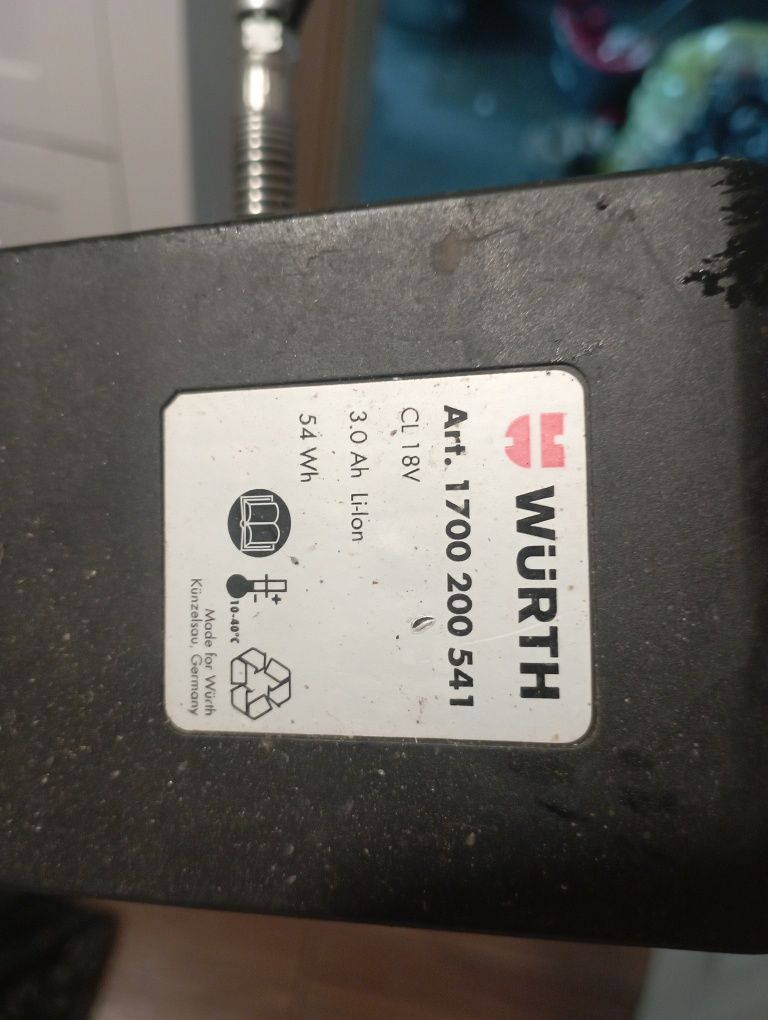 WÜRTH
Art. 1700 200 541
CL 18V
3.0 Ah Li-Ion
54 Wh
+
-
10-40°C
Made for Würth
Künzelsau, Germany